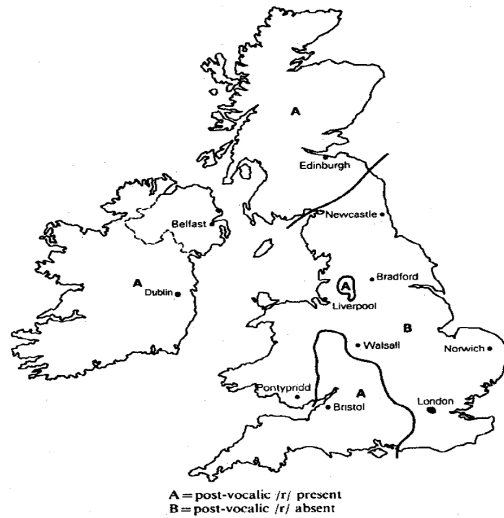 A
Edinburgh
Newcastle
Belfast
A
Bradford
A
Dublin
Liverpool
B
Walsall
Norwich
Pontypridd
A
London
Bristol
A=post-vocalic /r/ present
B=post-vocalic /r/ absent